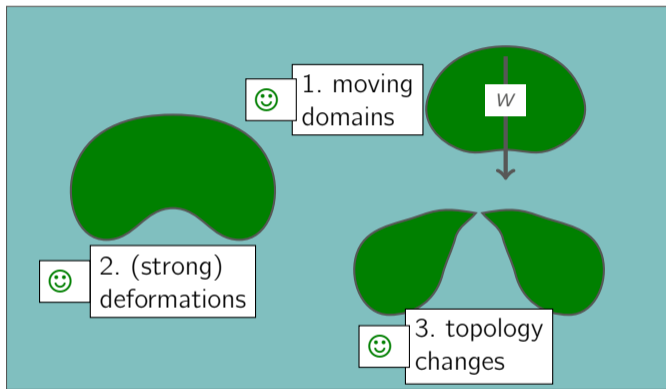 1. moving
domains
w
2. (strong)
deformations
3. topology
changes